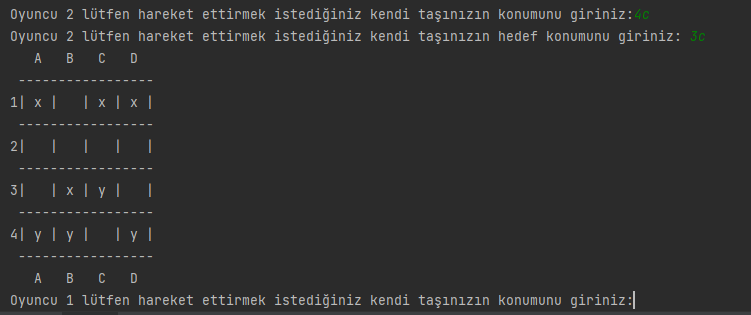 Oyuncu 2 lütfen hareket ettirmek istediğiniz kendi taşınızın konumunu giriniz:4c
Oyuncu 2 lütfen hareket ettirmek istediğiniz kendi taşınızın hedef konumunu giriniz: 3c
   A   B   C   D
 -----------------
1| x |   | x | x |
 -----------------
2|   |   |   |   |
 -----------------
3|   | x | y |   |
 -----------------
4| y | y |   | y |
 -----------------
   A   B   C   D
Oyuncu 1 lütfen hareket ettirmek istediğiniz kendi taşınızın konumunu giriniz: